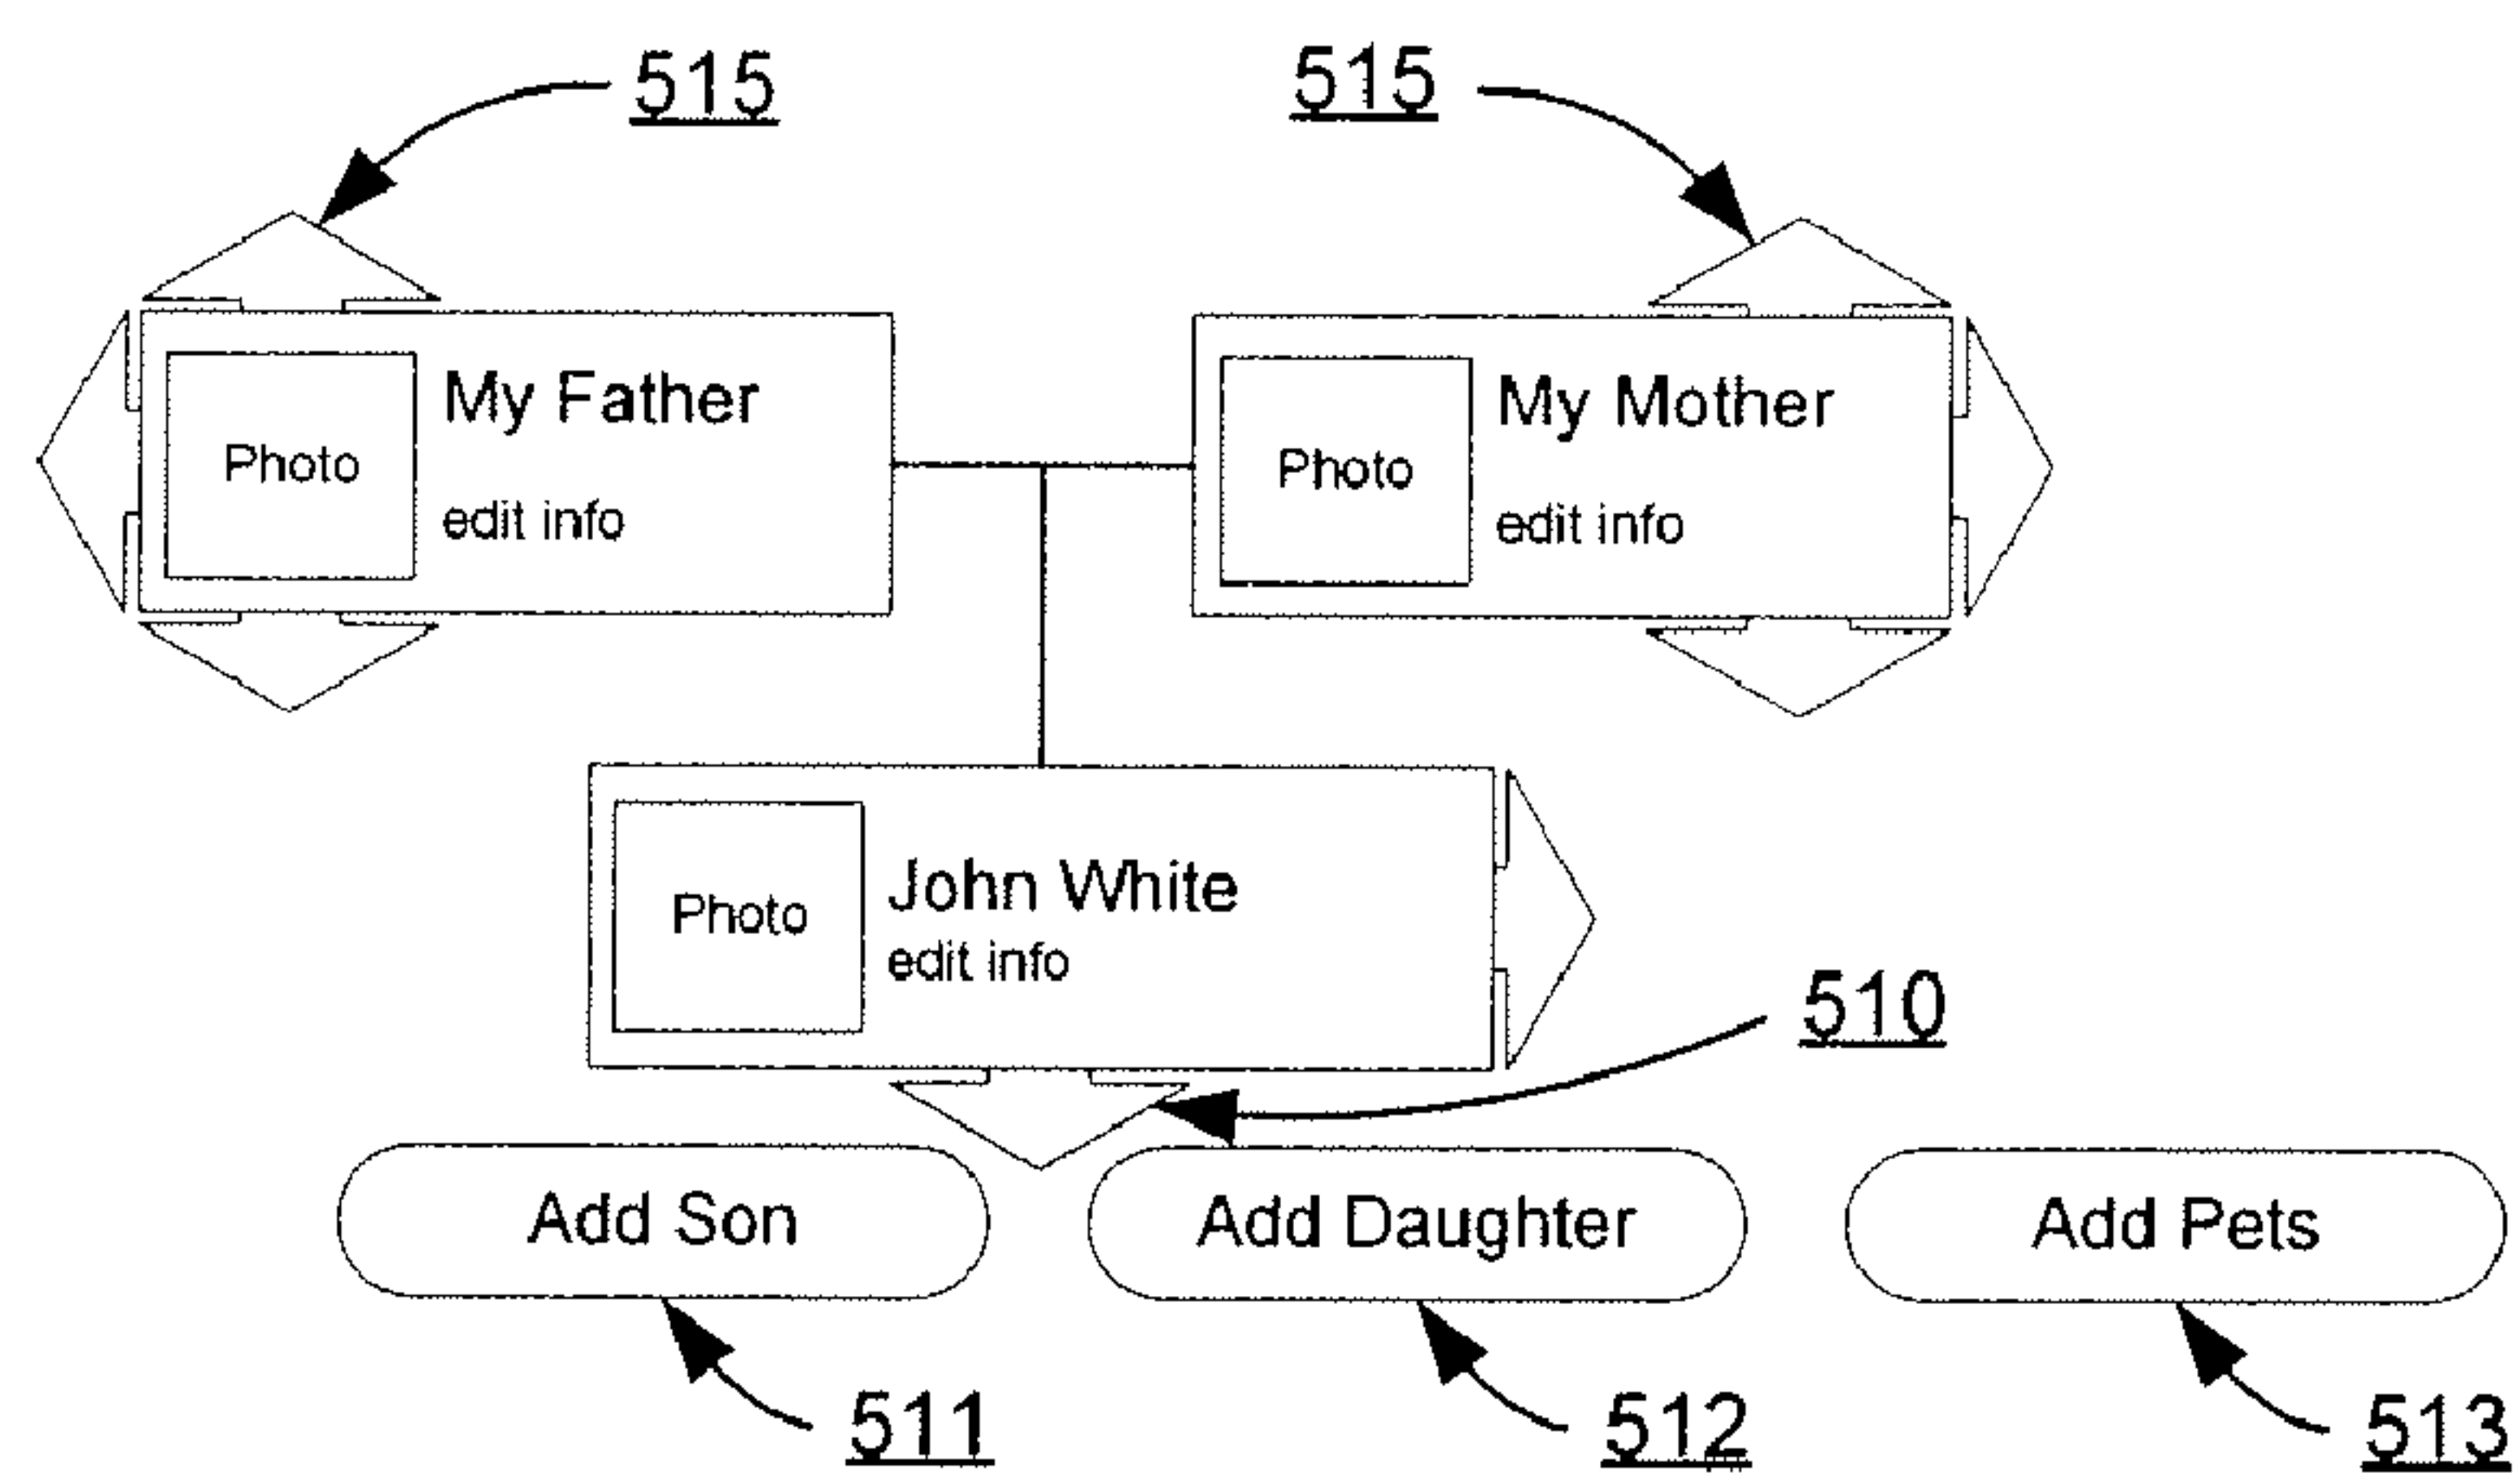 515 515
My Father
Photo
edit info
My Mother
Photo
edit info
John White
Photo
edit info
510
Add Son Add Daughter Add Pets
511 512 513